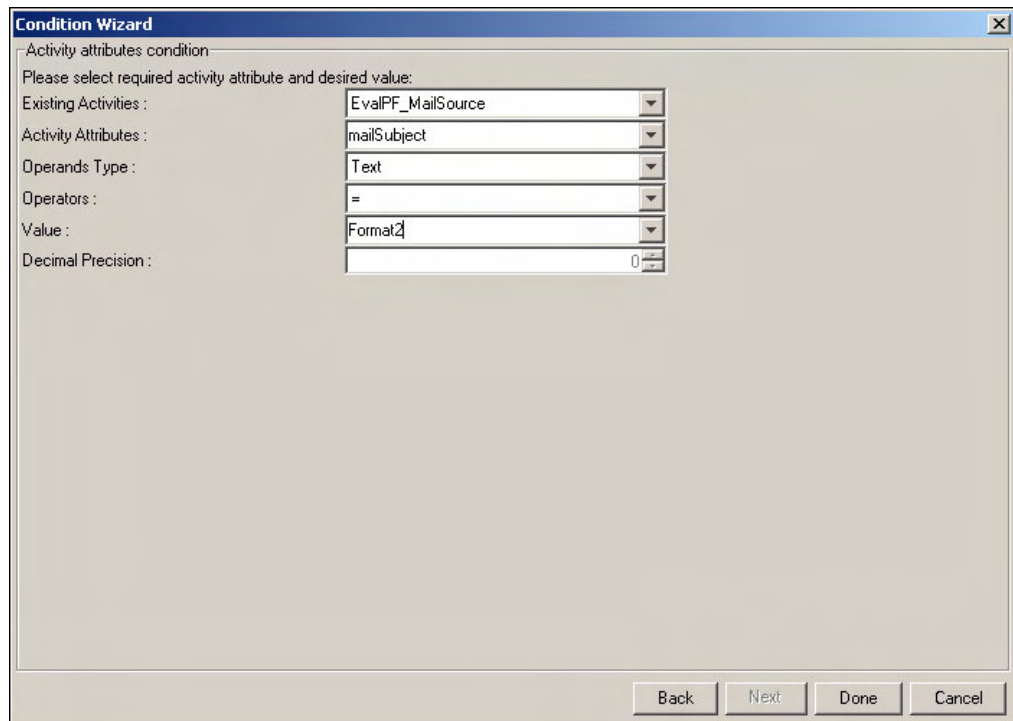 Condition Wizard
Activity attributes condition
Please select required activity attribute and desired value:
Existing Activities : EvalPF_MailSource
Activity Attributes : mailSubject
Operands Type : Text
Operators : =
Value : Format2
Decimal Precision : 0
Back Next Done Cancel